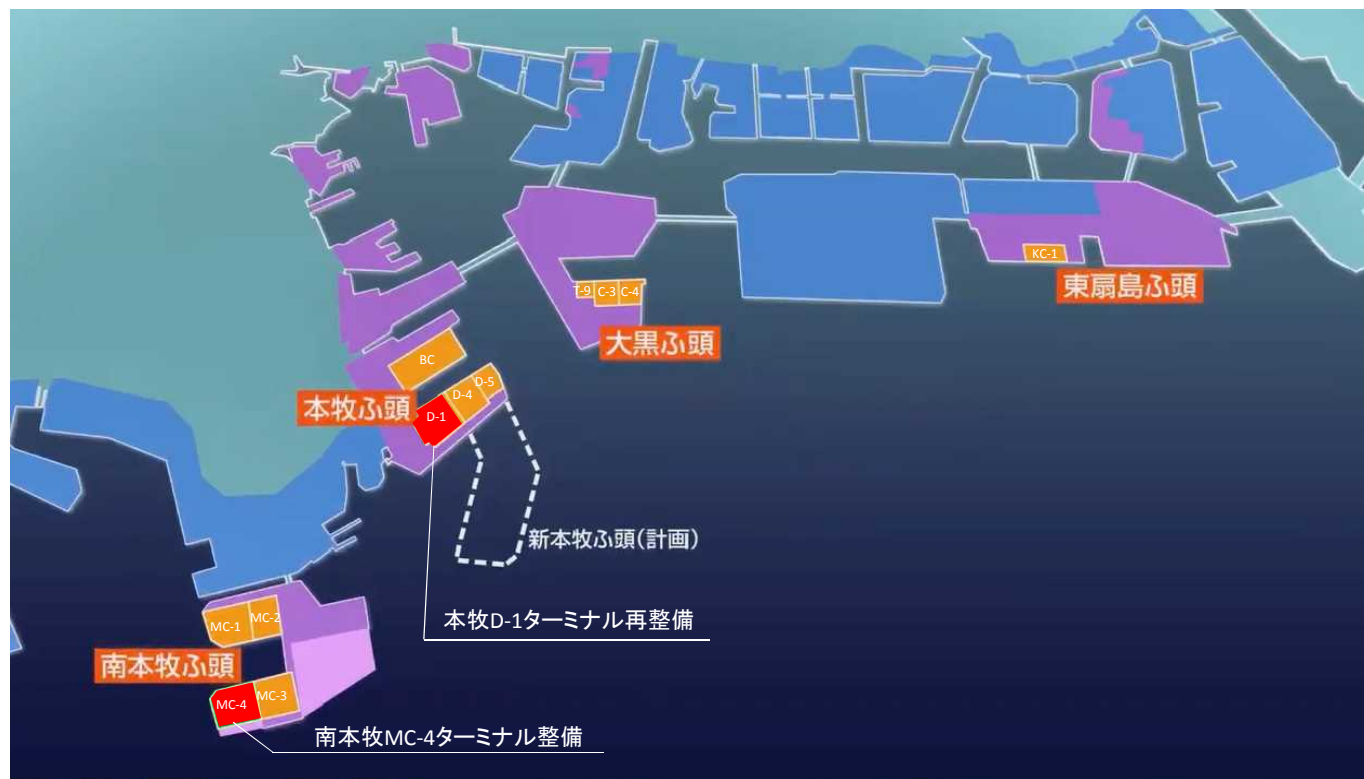 KC-1
東扇島ふ頭
T-9
C-3
C-4
大黒ふ頭
BC
D-5
D-4
D-1
本牧ふ頭
新本牧ふ頭(計画)
本牧D-1ターミナル再整備
MC-1
MC-2
南本牧ふ頭
MC-4
MC-3
南本牧MC-4ターミナル整備